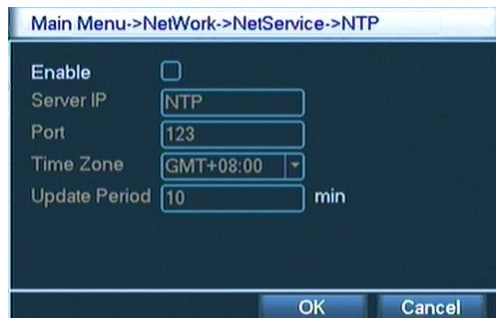 Main Menu->NetWork->NetService->NTP
Enable
Server IP NTP
Port 123
Time Zone GMT+08:00
Update Period 10 min
OK Cancel